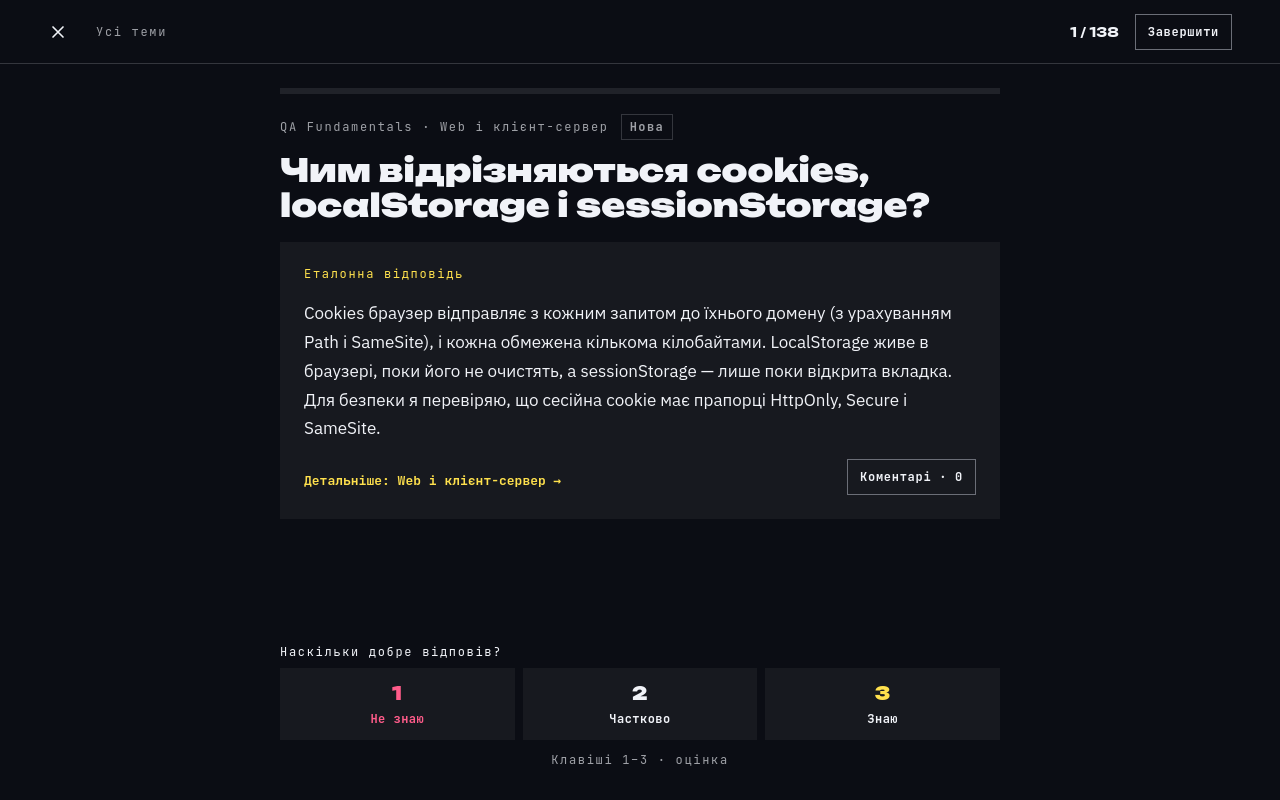 Усі теми
1 / 138
Завершити
QA Fundamentals · Web і клієнт-сервер
Нова
Чим відрізняються cookies,
localStorage і sessionStorage?
Еталонна відповідь
Cookies браузер відправляє з кожним запитом до їхнього домену (з урахуванням
Path і SameSite), і кожна обмежена кількома кілобайтами. LocalStorage живе в
браузері, поки його не очистять, а sessionStorage — лише поки відкрита вкладка.
Для безпеки я перевіряю, що сесійна cookie має прапорці HttpOnly, Secure і
SameSite.
Детальніше: Web і клієнт-сервер →
Коментарі · 0
Наскільки добре відповів?
1
Не знаю
2
Частково
3
Знаю
Клавіші 1–3 · оцінка